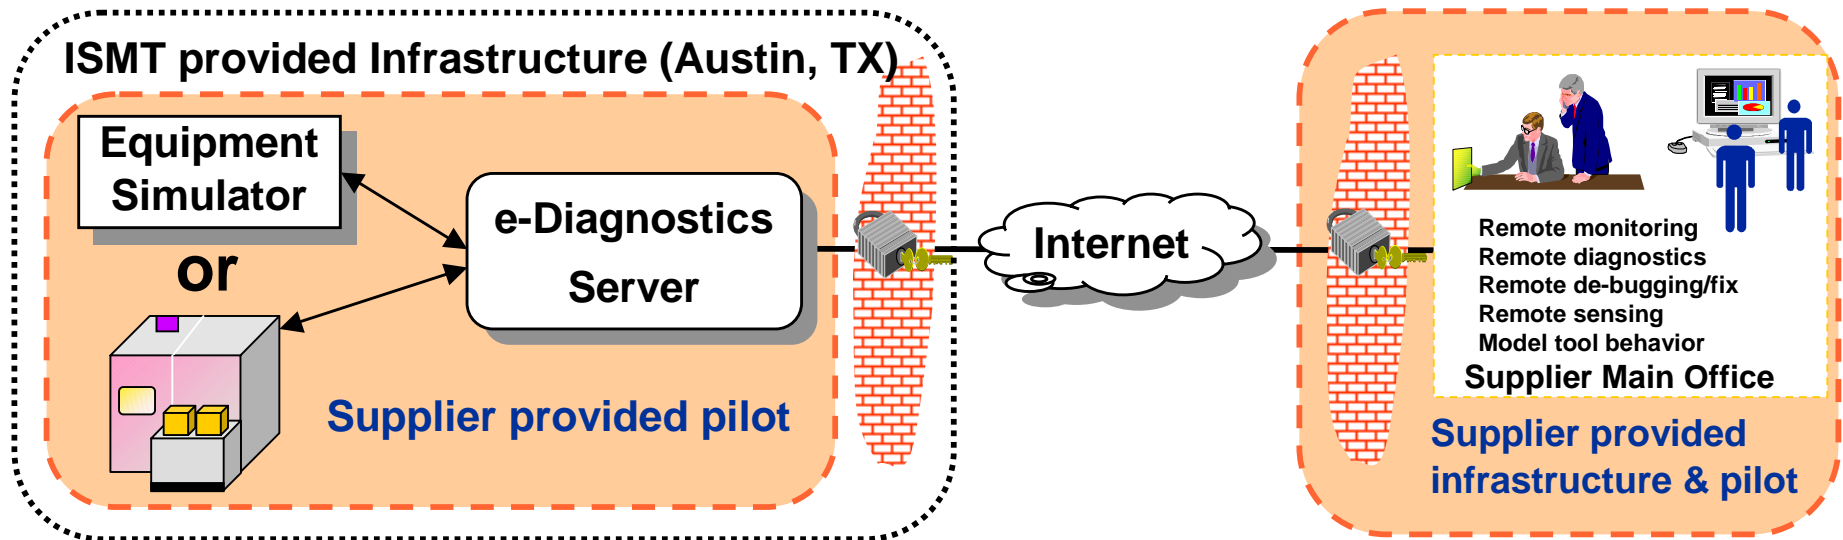 ISMT provided Infrastructure (Austin, TX)
Equipment
Simulator
or
e-Diagnostics
Server
Supplier provided pilot
Internet
Remote monitoring
Remote diagnostics
Remote de-bugging/fix
Remote sensing
Model tool behavior
Supplier Main Office
Supplier provided
infrastructure & pilot